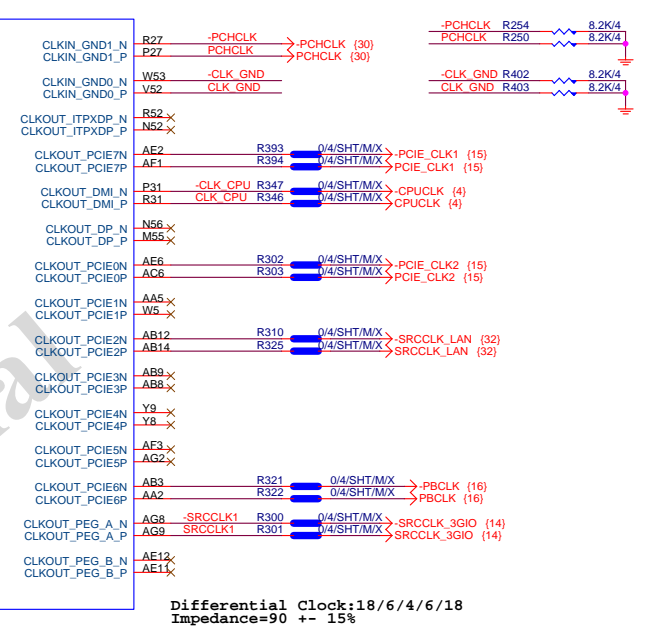 CLKIN_GND1_N R27 -PCHCLK -PCHCLK {30}
CLKIN_GND1_P P27 PCHCLK PCHCLK {30}
-PCHCLK R254 8.2K/4
PCHCLK R250 8.2K/4
CLKIN_GND0_N W53 -CLK_GND
CLKIN_GND0_P V52 CLK_GND
-CLK_GND R402 8.2K/4
CLK_GND R403 8.2K/4
CLKOUT_ITPXDP_N R52
CLKOUT_ITPXDP_P N52
CLKOUT_PCIE7N AE2 R393 0/4/SHT/M/X -PCIE_CLK1 {15}
CLKOUT_PCIE7P AF1 R394 0/4/SHT/M/X PCIE_CLK1 {15}
CLKOUT_DMI_N P31 -CLK_CPU R347 0/4/SHT/M/X -CPUCLK {4}
CLKOUT_DMI_P R31 CLK_CPU R346 0/4/SHT/M/X CPUCLK {4}
CLKOUT_DP_N N56
CLKOUT_DP_P M55
CLKOUT_PCIE0N AE6 R302 0/4/SHT/M/X -PCIE_CLK2 {15}
CLKOUT_PCIE0P AC6 R303 0/4/SHT/M/X PCIE_CLK2 {15}
CLKOUT_PCIE1N AA5
CLKOUT_PCIE1P W5
CLKOUT_PCIE2N AB12 R310 0/4/SHT/M/X -SRCCLK_LAN {32}
CLKOUT_PCIE2P AB14 R325 0/4/SHT/M/X SRCCLK_LAN {32}
CLKOUT_PCIE3N AB9
CLKOUT_PCIE3P AB8
CLKOUT_PCIE4N Y9
CLKOUT_PCIE4P Y8
CLKOUT_PCIE5N AF3
CLKOUT_PCIE5P AG2
CLKOUT_PCIE6N AB3 R321 0/4/SHT/M/X -PBCLK {16}
CLKOUT_PCIE6P AA2 R322 0/4/SHT/M/X PBCLK {16}
CLKOUT_PEG_A_N AG8 -SRCCLK1 R300 0/4/SHT/M/X -SRCCLK_3GIO {14}
CLKOUT_PEG_A_P AG9 SRCCLK1 R301 0/4/SHT/M/X SRCCLK_3GIO {14}
CLKOUT_PEG_B_N AE12
CLKOUT_PEG_B_P AE11
Differential Clock:18/6/4/6/18
Impedance=90 +- 15%